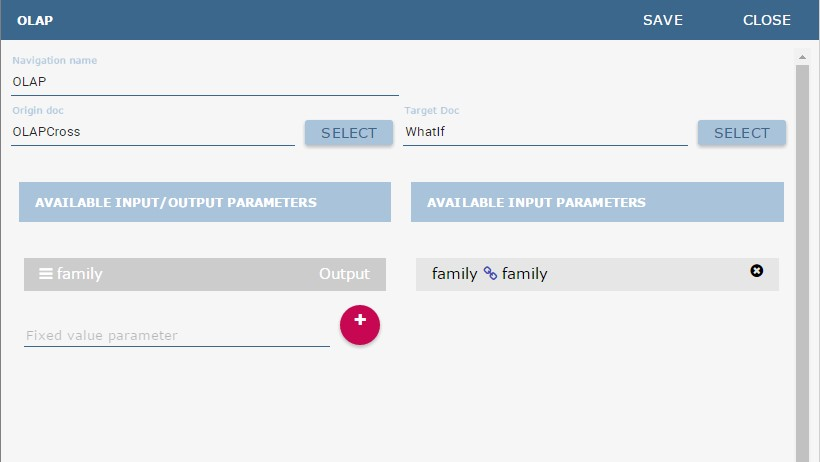 OLAP SAVE CLOSE
Navigation name
OLAP
Origin doc Target Doc
OLAPCross SELECT WhatIf SELECT
AVAILABLE INPUT/OUTPUT PARAMETERS AVAILABLE INPUT PARAMETERS
family Output family family
Fixed value parameter